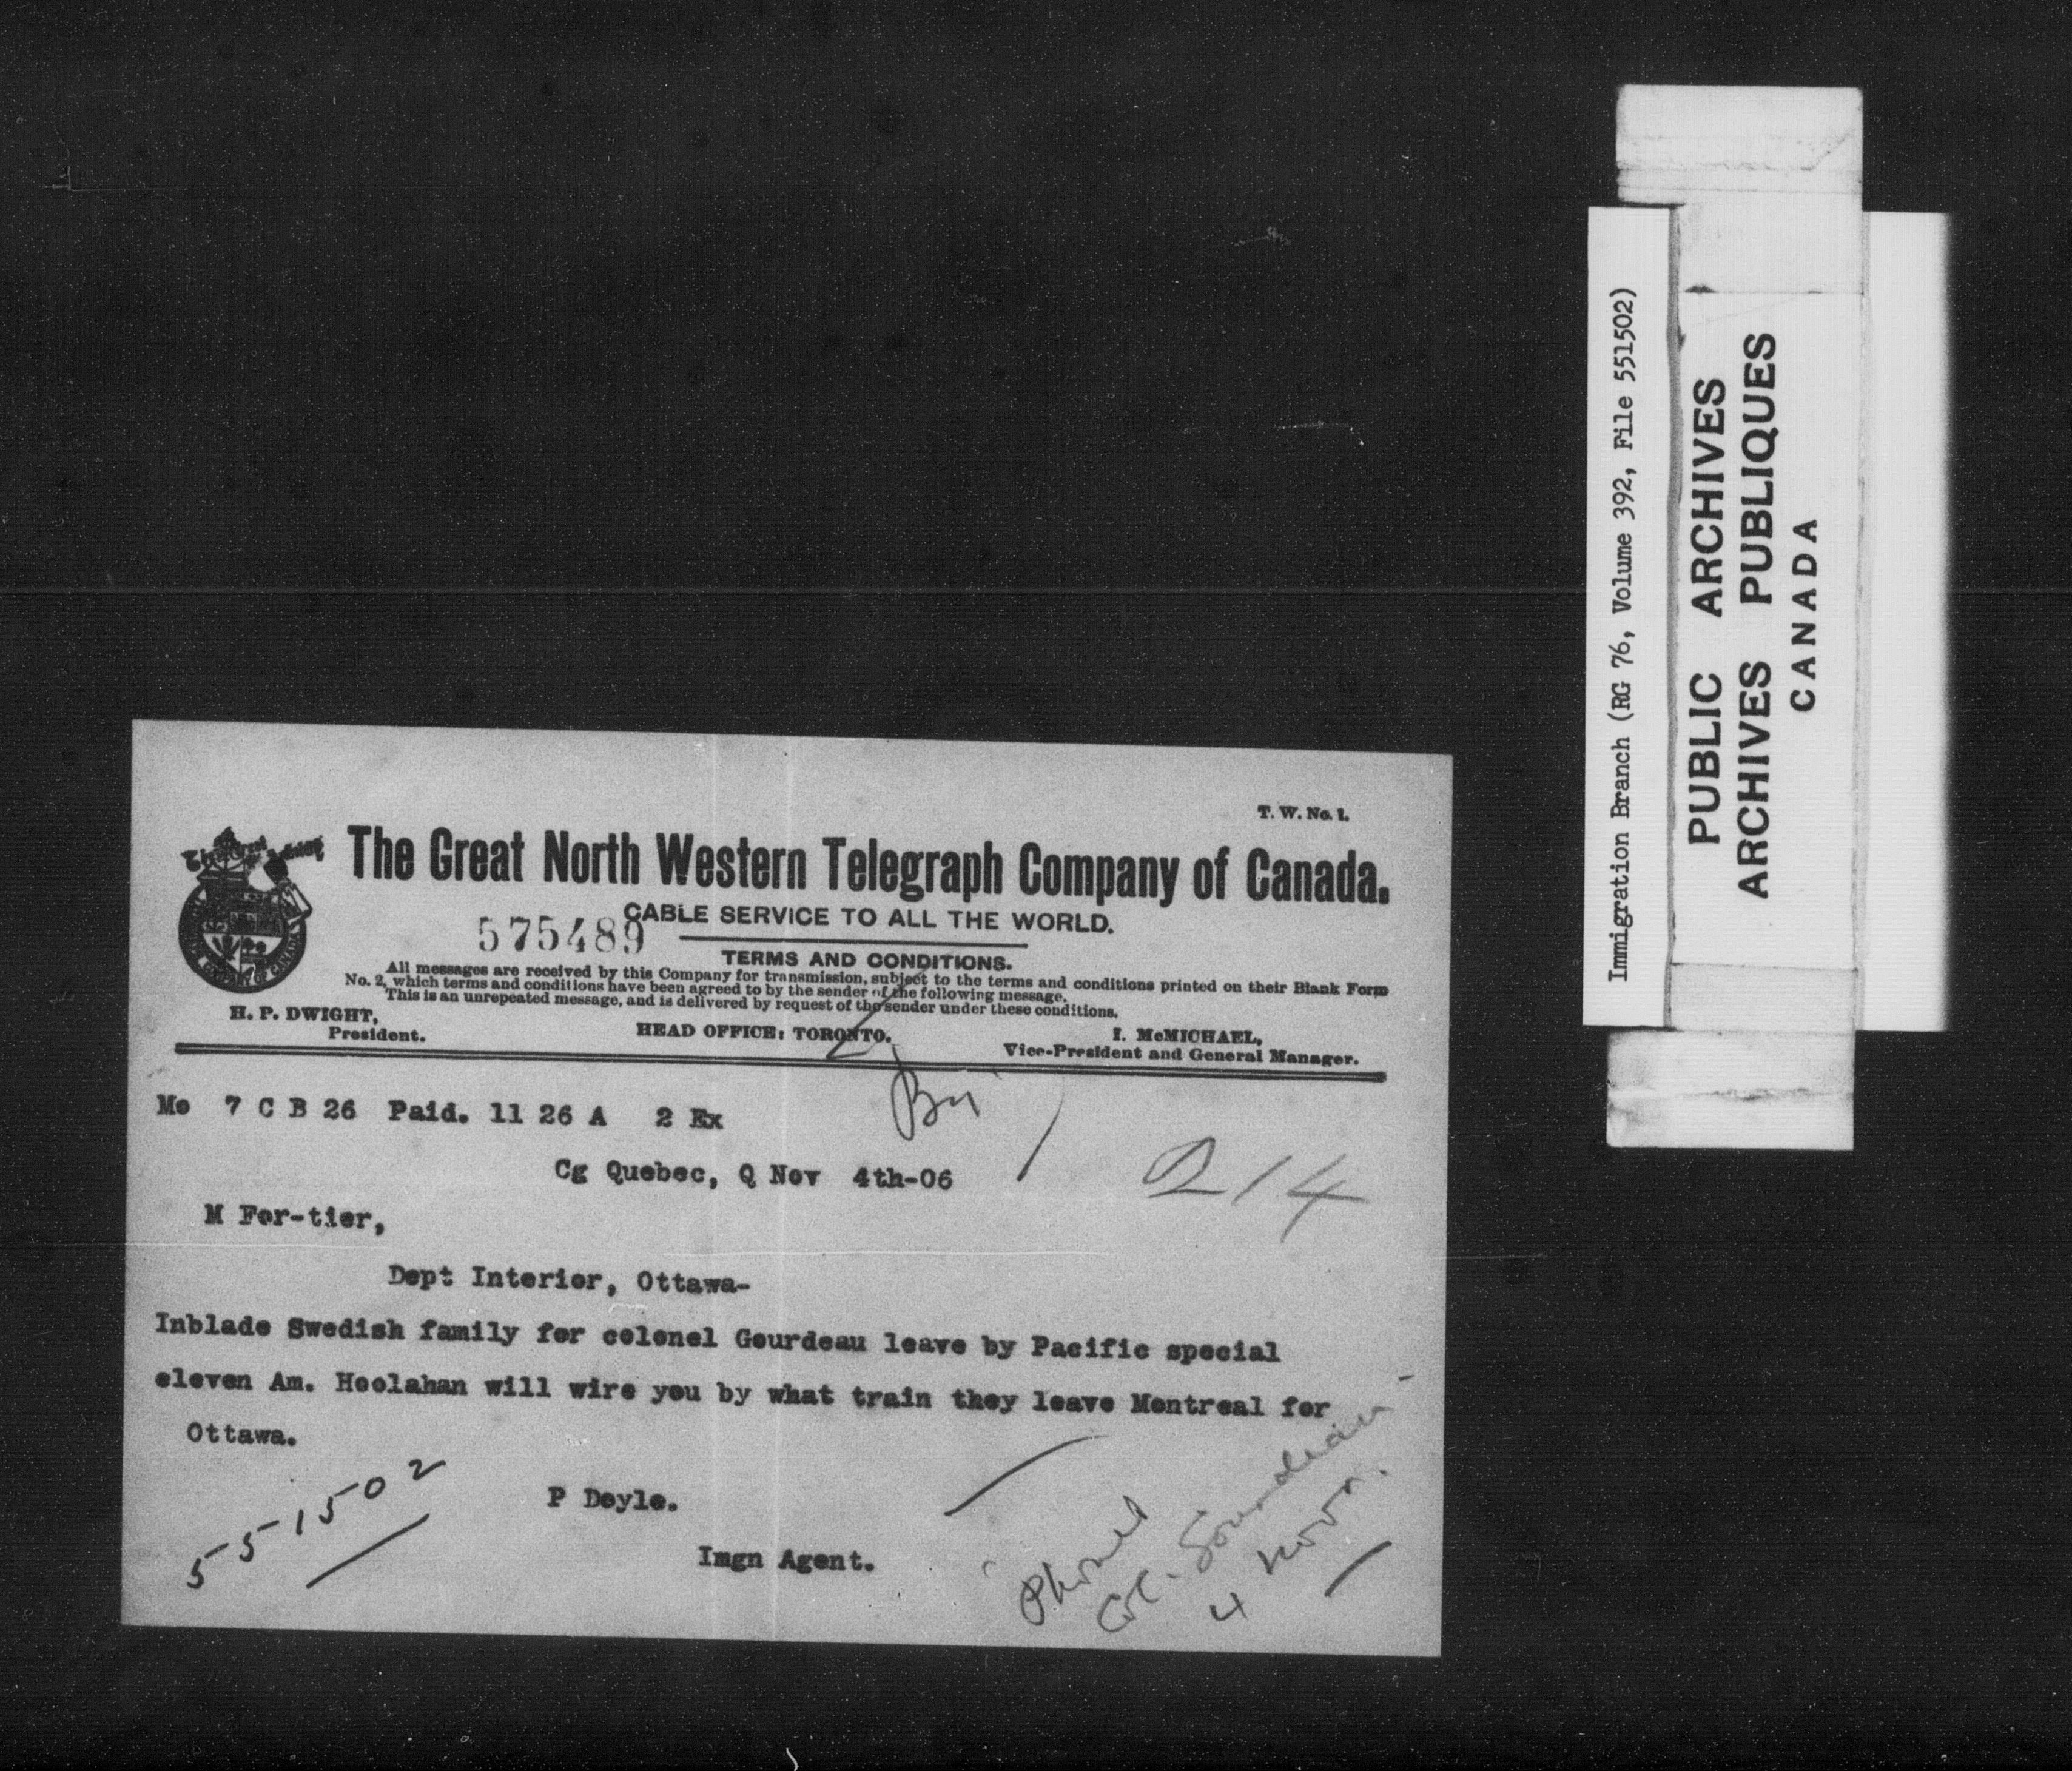 T. W. No. 1.
The Great North Western Telegraph Company of Canada.
CABLE SERVICE TO ALL THE WORLD.
575489
TERMS AND CONDITIONS.
All messages are received by this Company for transmission, subject to the terms and conditions printed on their Blank Form
No. 2, which terms and conditions have been agreed to by the sender of the following message.
This is an unrepeated message, and is delivered by request of the sender under these conditions.
H. P. DWIGHT,
President.
HEAD OFFICE: TORONTO.
I. McMICHAEL,
Vice-President and General Manager.
Mo 7 C B 26 Paid. 11 26 A 2 Ex
Cg Quebec, Q Nov 4th-06
214
M For-tier,
Dept Interior, Ottawa-
Inblade Swedish family for colonel Gourdeau leave by Pacific special
eleven Am. Hoolahan will wire you by what train they leave Montreal for
Ottawa.
551502
P Doyle.
Imgn Agent.
Phoned
Col. Gourdeau
4 Novr.
Immigration Branch (RG 76, Volume 392, File 551502)
PUBLIC ARCHIVES
ARCHIVES PUBLIQUES
CANADA